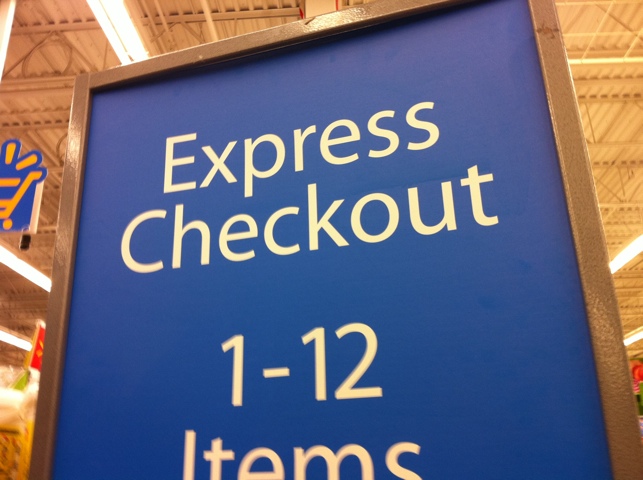 Express
Checkout
1-12
Items